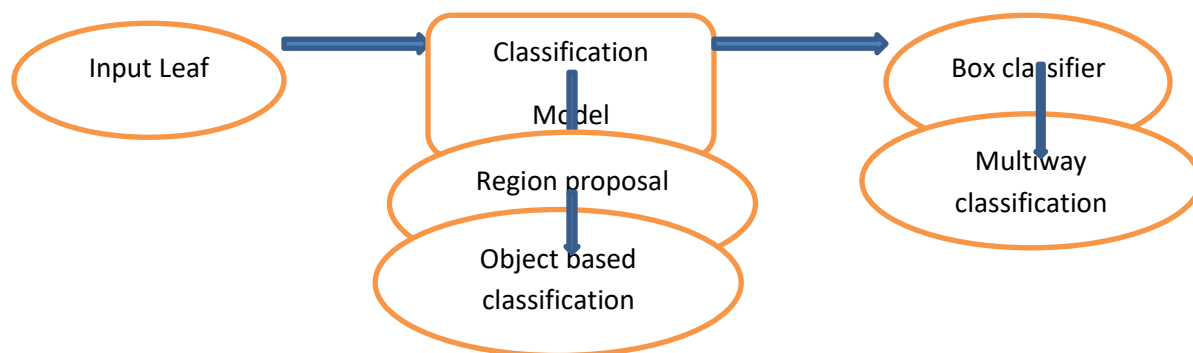 Input Leaf
Classification
Model
Region proposal
Object based
classification
Box classifier
Multiway
classification